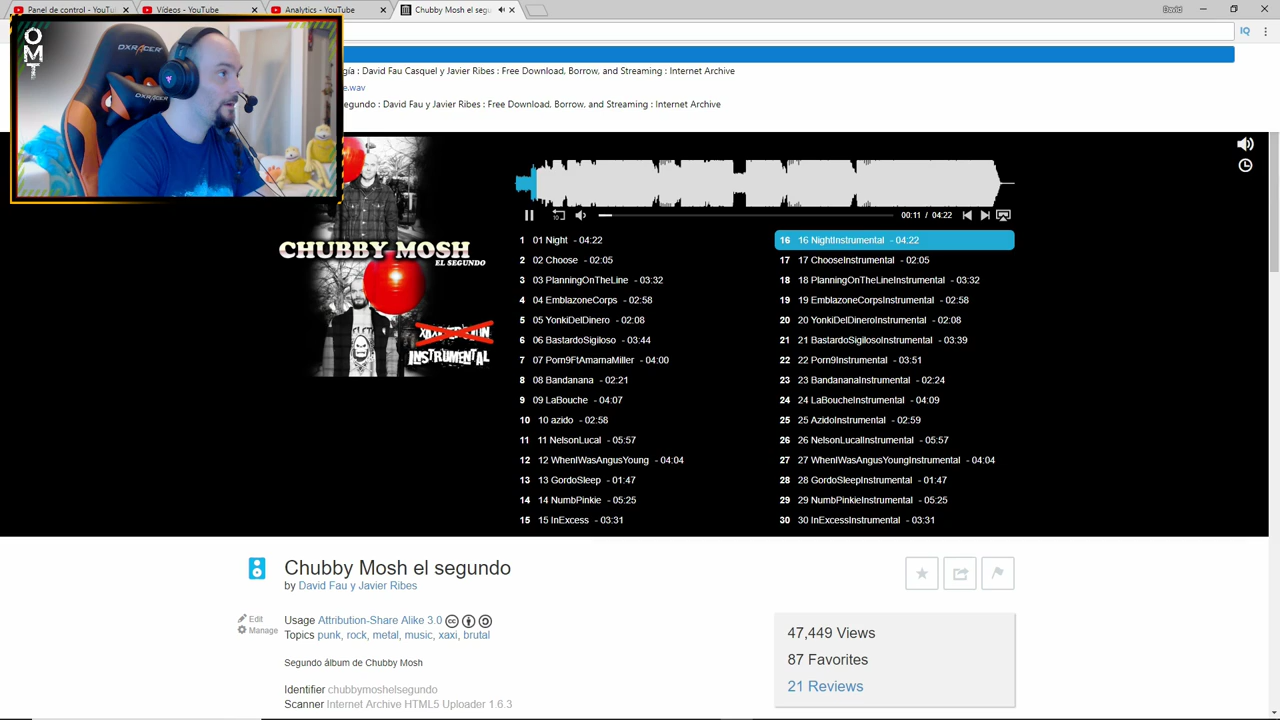 Panel de control - YouTu
Vídeos - YouTube
Analytics - YouTube
Chubby Mosh el segu
David
IQ
gía : David Fau Casquel y Javier Ribes : Free Download, Borrow, and Streaming : Internet Archive
e.wav
egundo : David Fau y Javier Ribes : Free Download, Borrow, and Streaming : Internet Archive
OMT
DXRACER
DXRACER
CHUBBY MOSH
EL SEGUNDO
INSTRUMENTAL
10
00:11 / 04:22
1 01 Night - 04:22
2 02 Choose - 02:05
3 03 PlanningOnTheLine - 03:32
4 04 EmblazoneCorps - 02:58
5 05 YonkiDelDinero - 02:08
6 06 BastardoSigiloso - 03:44
7 07 Porn9FtAmarnaMiller - 04:00
8 08 Bandanana - 02:21
9 09 LaBouche - 04:07
10 10 azido - 02:58
11 11 NelsonLucal - 05:57
12 12 WhenIWasAngusYoung - 04:04
13 13 GordoSleep - 01:47
14 14 NumbPinkie - 05:25
15 15 InExcess - 03:31
16 16 NightInstrumental - 04:22
17 17 ChooseInstrumental - 02:05
18 18 PlanningOnTheLineInstrumental - 03:32
19 19 EmblazoneCorpsInstrumental - 02:58
20 20 YonkiDelDineroInstrumental - 02:08
21 21 BastardoSigilosoInstrumental - 03:39
22 22 Porn9Instrumental - 03:51
23 23 BandananaInstrumental - 02:24
24 24 LaBoucheInstrumental - 04:09
25 25 AzidoInstrumental - 02:59
26 26 NelsonLucalInstrumental - 05:57
27 27 WhenIWasAngusYoungInstrumental - 04:04
28 28 GordoSleepInstrumental - 01:47
29 29 NumbPinkieInstrumental - 05:25
30 30 InExcessInstrumental - 03:31
Chubby Mosh el segundo
by David Fau y Javier Ribes
Edit
Manage
Usage Attribution-Share Alike 3.0
Topics punk, rock, metal, music, xaxi, brutal
Segundo álbum de Chubby Mosh
Identifier chubbymoshelsegundo
Scanner Internet Archive HTML5 Uploader 1.6.3
47,449 Views
87 Favorites
21 Reviews